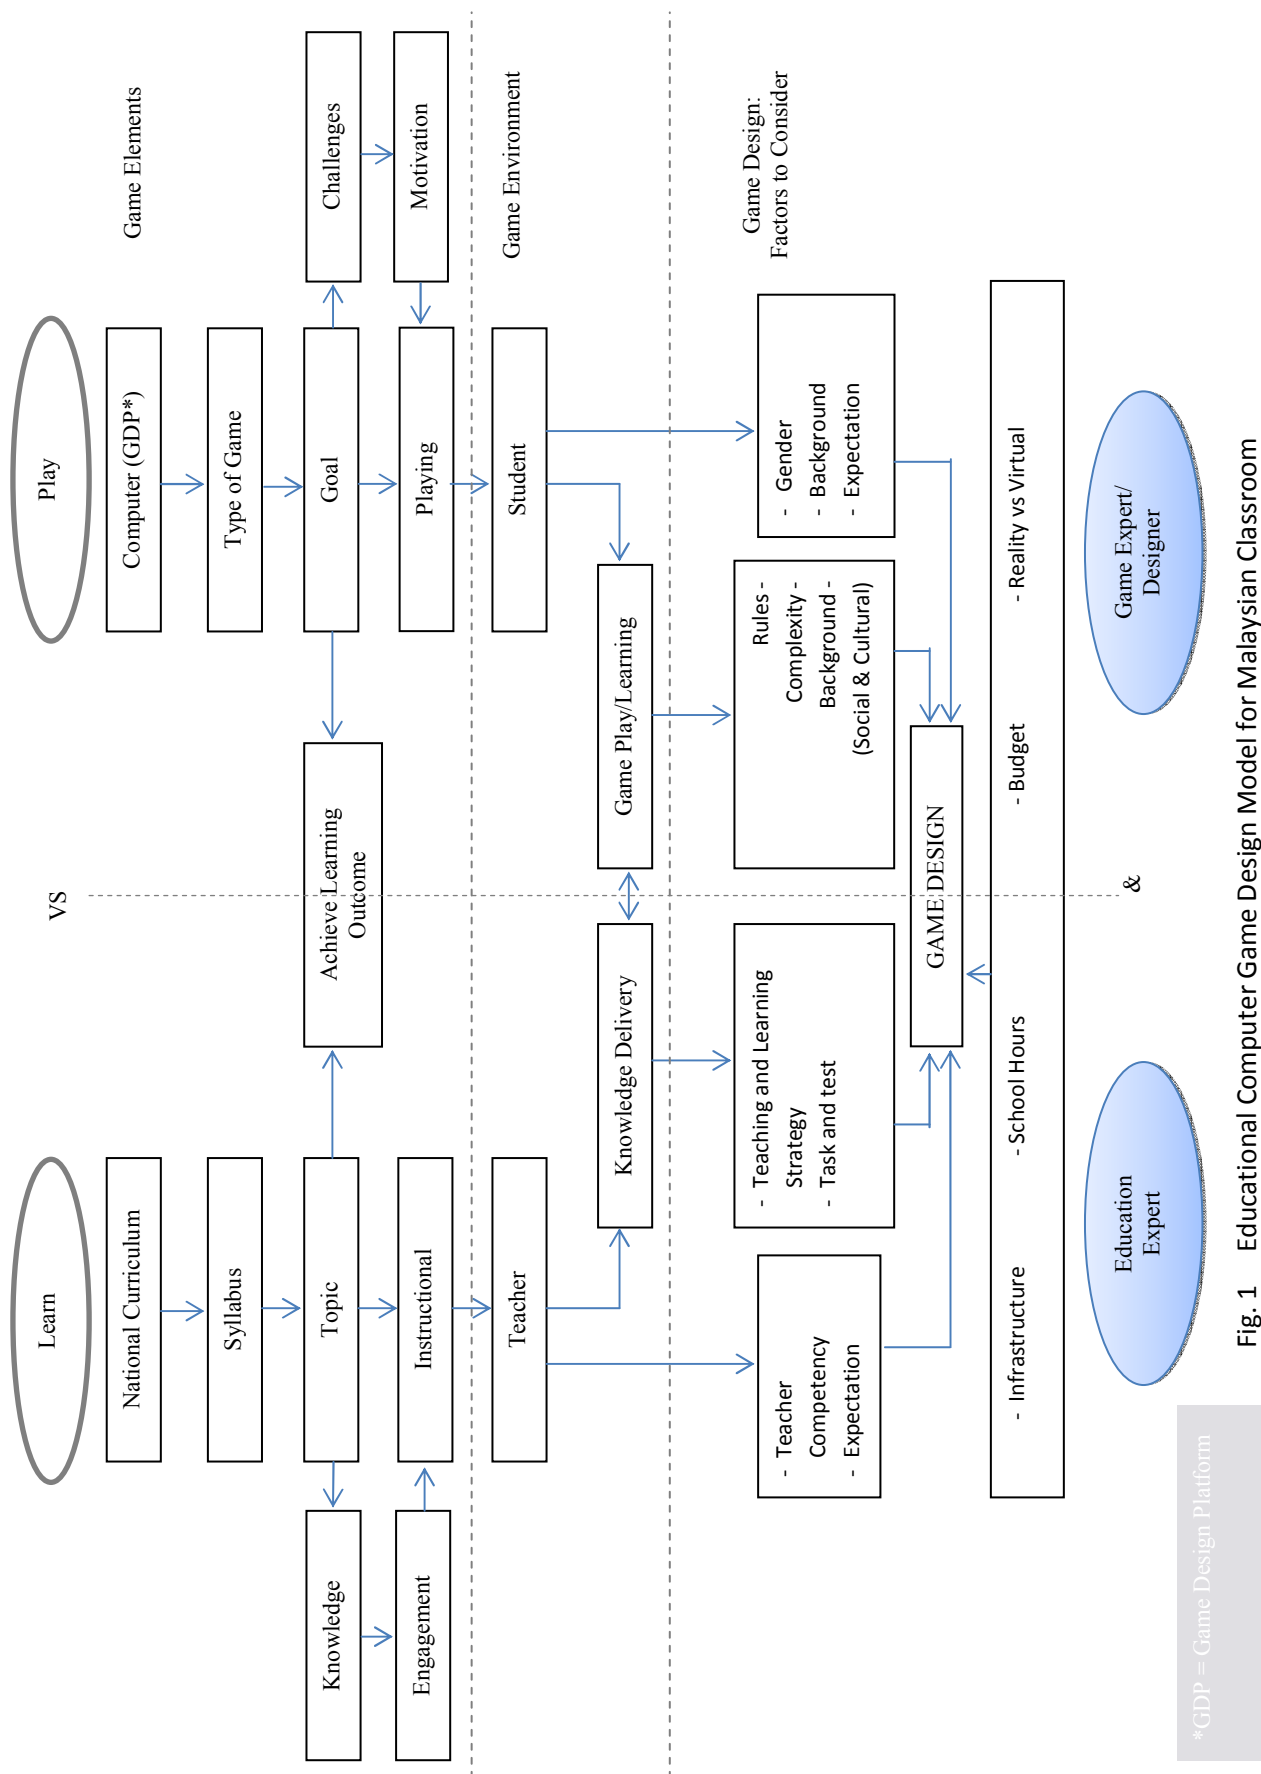 Learn
VS
Play
National Curriculum
Computer (GDP*)
Game Elements
Syllabus
Type of Game
Knowledge
Topic
Achieve Learning
Outcome
Goal
Challenges
Engagement
Instructional
Playing
Motivation
Teacher
Student
Game Environment
Knowledge Delivery
Game Play/Learning
Game Design:
Factors to Consider
- Teacher
Competency
- Expectation
- Teaching and Learning
Strategy
- Task and test
Rules -
Complexity -
Background -
(Social & Cultural)
- Gender
- Background
- Expectation
GAME DESIGN
- Infrastructure
- School Hours
- Budget
- Reality vs Virtual
Education
Expert
&
Game Expert/
Designer
*GDP = Game Design Platform
Fig. 1 Educational Computer Game Design Model for Malaysian Classroom